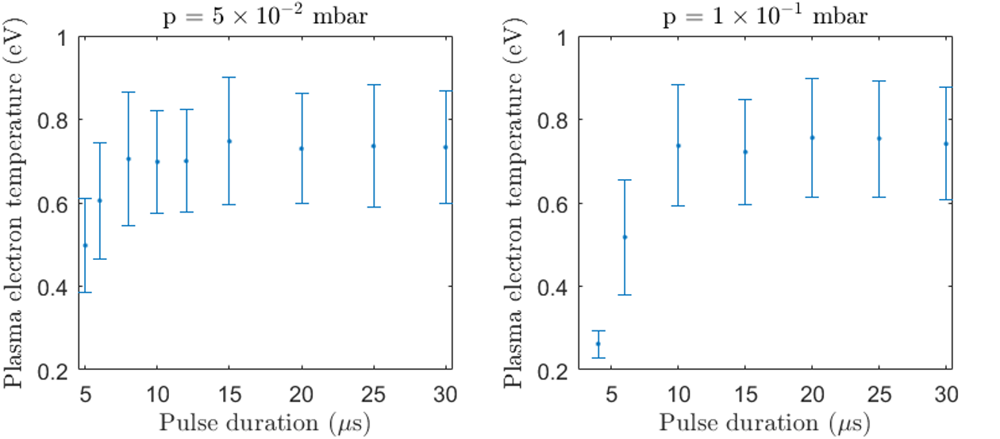 p = 5 × 10⁻² mbar
Plasma electron temperature (eV)
1
0.8
0.6
0.4
0.2
5 10 15 20 25 30
Pulse duration (μs)
p = 1 × 10⁻¹ mbar
Plasma electron temperature (eV)
1
0.8
0.6
0.4
0.2
5 10 15 20 25 30
Pulse duration (μs)